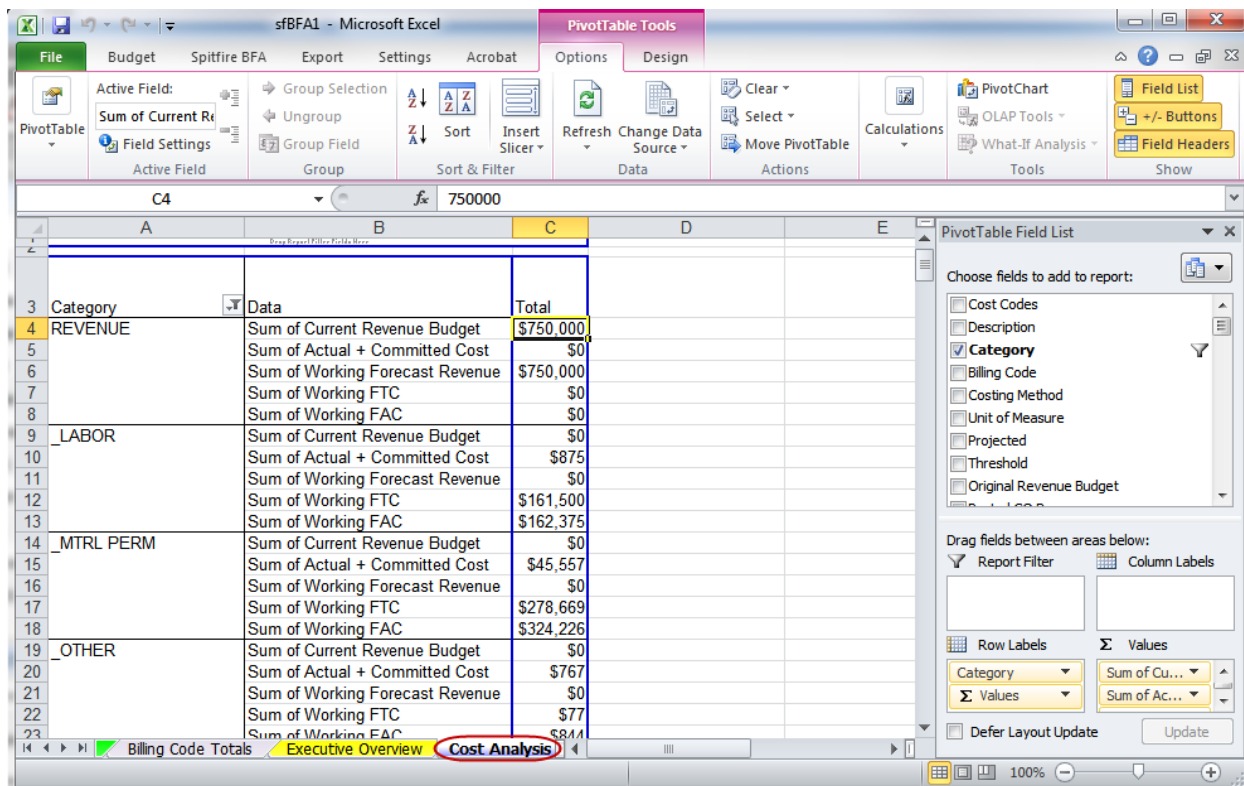 sfBFA1 - Microsoft Excel
PivotTable Tools
File Budget Spitfire BFA Export Settings Acrobat Options Design
PivotTable
Active Field:
Sum of Current Re
Field Settings
Active Field
Group Selection
Ungroup
Group Field
Group
Sort
Insert Slicer
Sort & Filter
Refresh
Change Data Source
Data
Clear
Select
Move PivotTable
Actions
Calculations
PivotChart
OLAP Tools
What-If Analysis
Tools
Field List
+/- Buttons
Field Headers
Show
C4 fx 750000
A B C D E
1
2
Drop Report Filter Fields Here
3 Category Data Total
4 REVENUE Sum of Current Revenue Budget $750,000
5 Sum of Actual + Committed Cost $0
6 Sum of Working Forecast Revenue $750,000
7 Sum of Working FTC $0
8 Sum of Working FAC $0
9 _LABOR Sum of Current Revenue Budget $0
10 Sum of Actual + Committed Cost $875
11 Sum of Working Forecast Revenue $0
12 Sum of Working FTC $161,500
13 Sum of Working FAC $162,375
14 _MTRL PERM Sum of Current Revenue Budget $0
15 Sum of Actual + Committed Cost $45,557
16 Sum of Working Forecast Revenue $0
17 Sum of Working FTC $278,669
18 Sum of Working FAC $324,226
19 _OTHER Sum of Current Revenue Budget $0
20 Sum of Actual + Committed Cost $767
21 Sum of Working Forecast Revenue $0
22 Sum of Working FTC $77
23 Sum of Working FAC $844
Billing Code Totals Executive Overview Cost Analysis
PivotTable Field List
Choose fields to add to report:
Cost Codes
Description
Category
Billing Code
Costing Method
Unit of Measure
Projected
Threshold
Original Revenue Budget
Drag fields between areas below:
Report Filter Column Labels
Row Labels Σ Values
Category Sum of Cu...
Σ Values Sum of Ac...
Defer Layout Update Update
100%